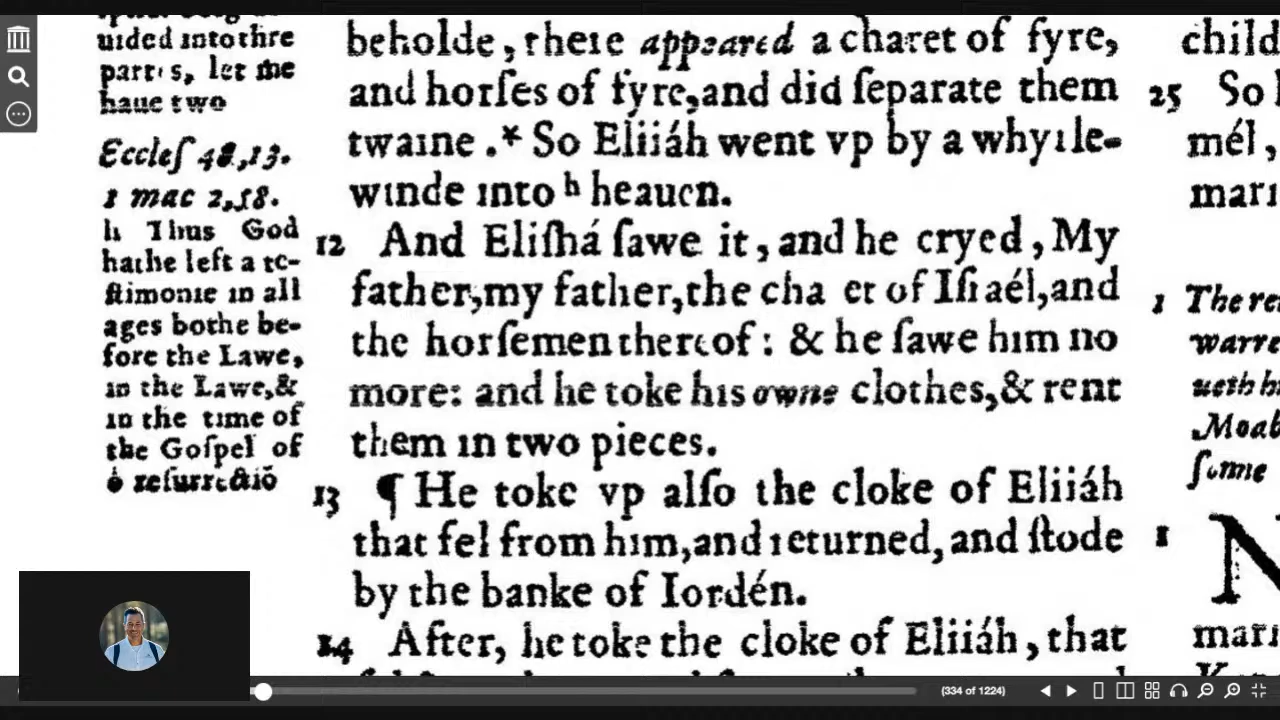 uided into thre
partes, let me
haue two
Eccleſ 48,13.
1 mac 2,58.
h Thus God
hathe left a te-
ſtimonie in all
ages bothe be-
fore the Lawe,
in the Lawe,&
in the time of
the Goſpel of
reſurrectiō
beholde, there appeared a charet of fyre,
and horſes of fyre,and did ſeparate them
twaine .* So Eliiáh went vp by a whyrle-
winde into h heauen.
12 And Eliſhá ſawe it, and he cryed, My
father,my father,the charet of Iſraél,and
the horſemen thereof: & he ſawe him no
more: and he toke his owne clothes,& rent
them in two pieces.
13 ¶ He toke vp alſo the cloke of Eliiáh
that fel from him,and returned, and ſtode
by the banke of Iordén.
14 After, he toke the cloke of Eliiáh, that
child
25 So
mél,
mari
1 The re
warre
ueth hi
Moab
ſome
1 N
mari
(334 of 1224)